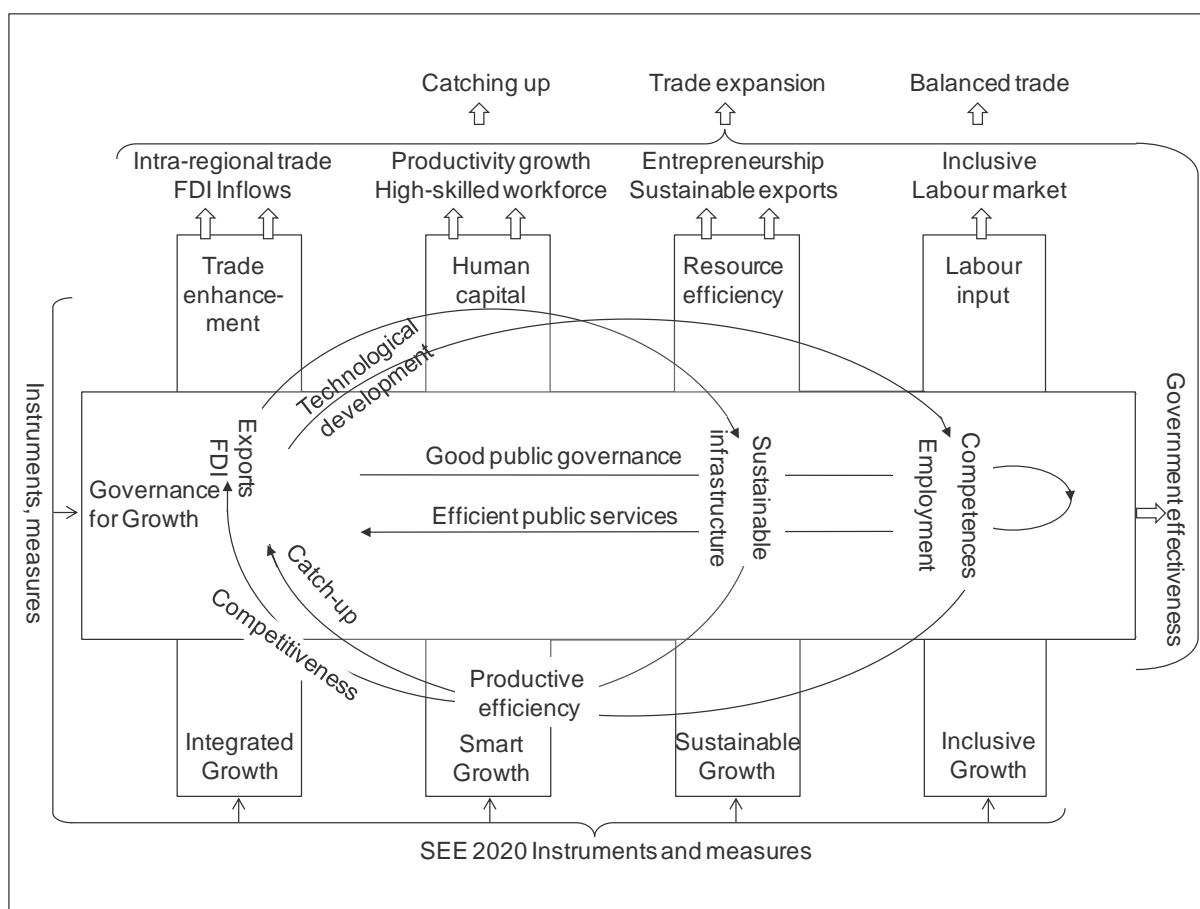 Catching up
Trade expansion
Balanced trade
Intra-regional trade
FDI Inflows
Productivity growth
High-skilled workforce
Entrepreneurship
Sustainable exports
Inclusive
Labour market
Trade
enhance-
ment
Human
capital
Resource
efficiency
Labour
input
Instruments, measures
Technological
development
Governance
for Growth
Exports
FDI
Good public governance
Efficient public services
Sustainable
infrastructure
Competences
Employment
Government effectiveness
Catch-up
Competitiveness
Productive
efficiency
Integrated
Growth
Smart
Growth
Sustainable
Growth
Inclusive
Growth
SEE 2020 Instruments and measures